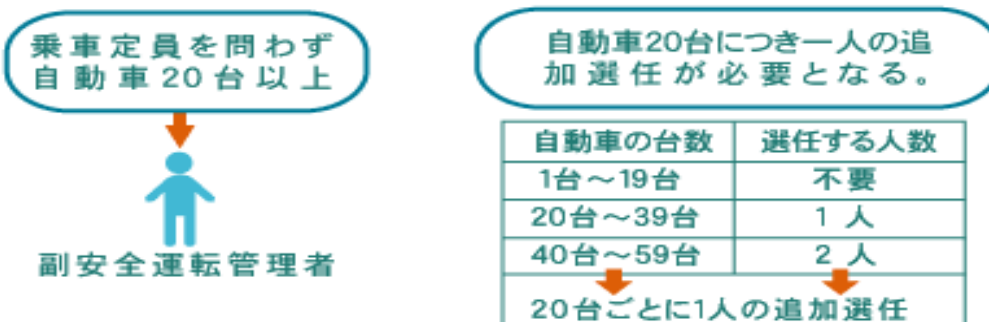 乗車定員を問わず
自動車20台以上
副安全運転管理者
自動車20台につき一人の追
加選任が必要となる。
自動車の台数 選任する人数
1台～19台 不要
20台～39台 1人
40台～59台 2人
20台ごとに1人の追加選任